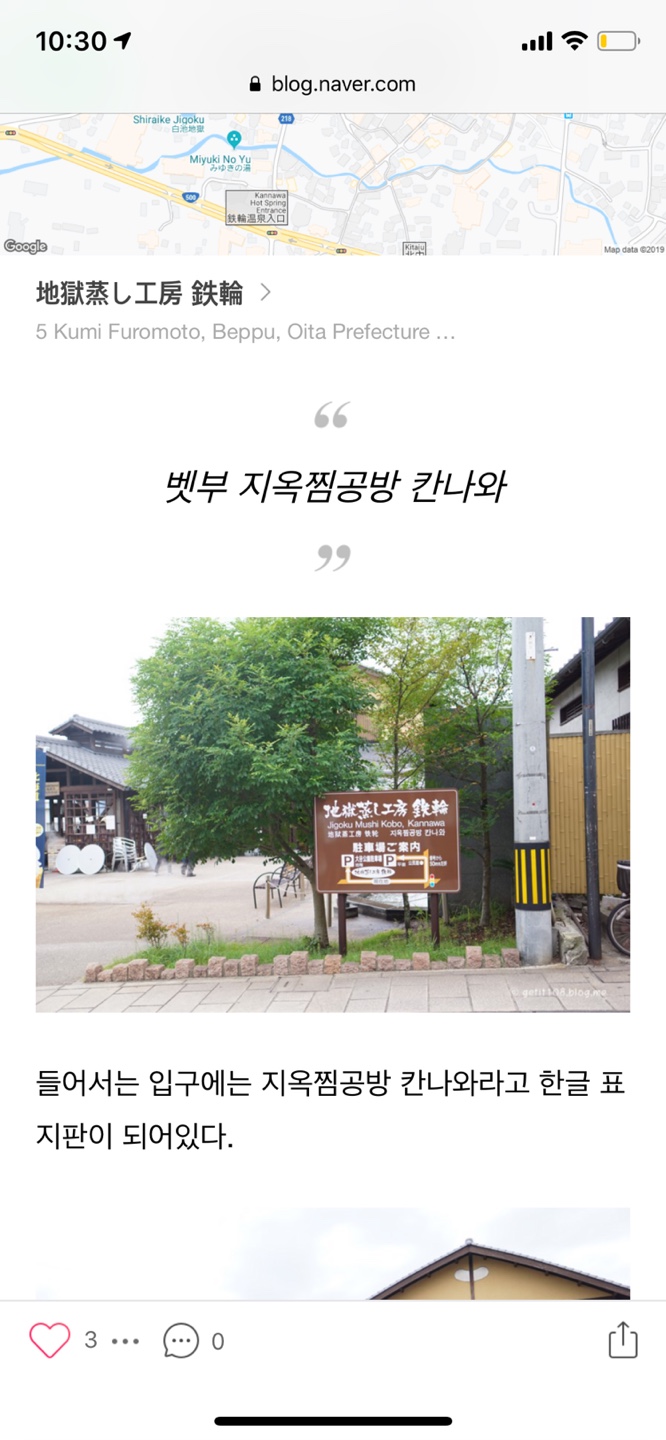 10:30
blog.naver.com
Shiraike Jigoku
白池地獄
218
Miyuki No Yu
みゆきの湯
500
Kannawa
Hot Spring
Entrance
鉄輪温泉入口
Kitaju
Google
Map data ©2019
地獄蒸し工房 鉄輪
5 Kumi Furomoto, Beppu, Oita Prefecture …
“
벳부 지옥찜공방 칸나와
”
地獄蒸し工房 鉄輪
Jigoku Mushi Kobo, Kannawa
地獄蒸工房 鉄轮 지옥찜공방 칸나와
駐車場ご案内
P P
들어서는 입구에는 지옥찜공방 칸나와라고 한글 표
지판이 되어있다.
3 0